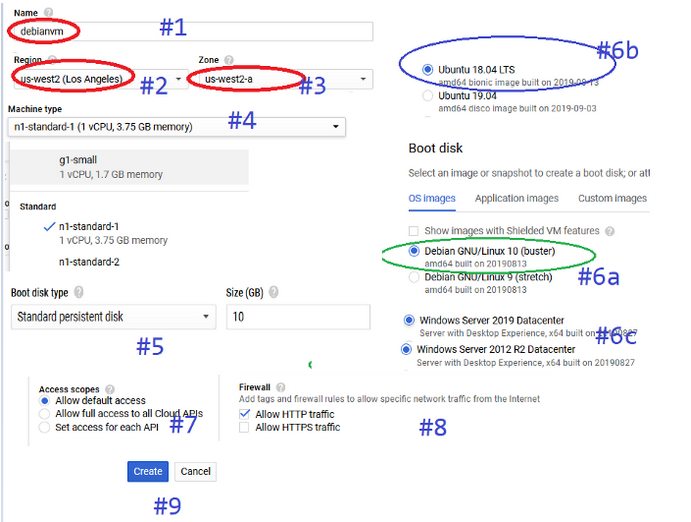 Name
debianvm
#1
Region
Zone
us-west2 (Los Angeles)
#2
us-west2-a
#3
Machine type
#4
n1-standard-1 (1 vCPU, 3.75 GB memory)
g1-small
1 vCPU, 1.7 GB memory
Standard
n1-standard-1
1 vCPU, 3.75 GB memory
n1-standard-2
Boot disk type
Size (GB)
Standard persistent disk
10
#5
#6b
Ubuntu 18.04 LTS
amd64 bionic image built on 2019-08-13
Ubuntu 19.04
amd64 disco image built on 2019-09-03
Boot disk
Select an image or snapshot to create a boot disk; or att
OS images
Application images
Custom images
Show images with Shielded VM features
Debian GNU/Linux 10 (buster)
amd64 built on 20190813
#6a
Debian GNU/Linux 9 (stretch)
amd64 built on 20190813
Windows Server 2019 Datacenter
Server with Desktop Experience, x64 built on 20190827
#6c
Windows Server 2012 R2 Datacenter
Server with Desktop Experience, x64 built on 20190827
Access scopes
Allow default access
Allow full access to all Cloud APIs
Set access for each API
#7
Firewall
Add tags and firewall rules to allow specific network traffic from the Internet
Allow HTTP traffic
Allow HTTPS traffic
#8
Create
Cancel
#9